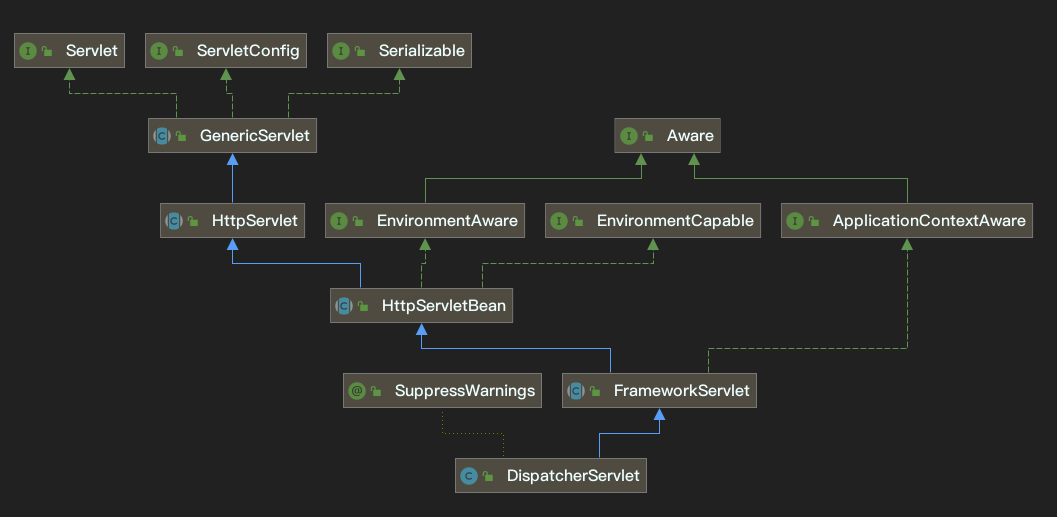 Servlet
ServletConfig
Serializable
GenericServlet
Aware
HttpServlet
EnvironmentAware
EnvironmentCapable
ApplicationContextAware
HttpServletBean
SuppressWarnings
FrameworkServlet
DispatcherServlet